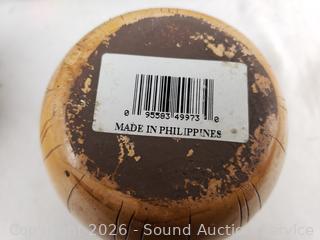 0 95583 49973 0
MADE IN PHILIPPINES
Copyright 2026 - Sound Auction Service